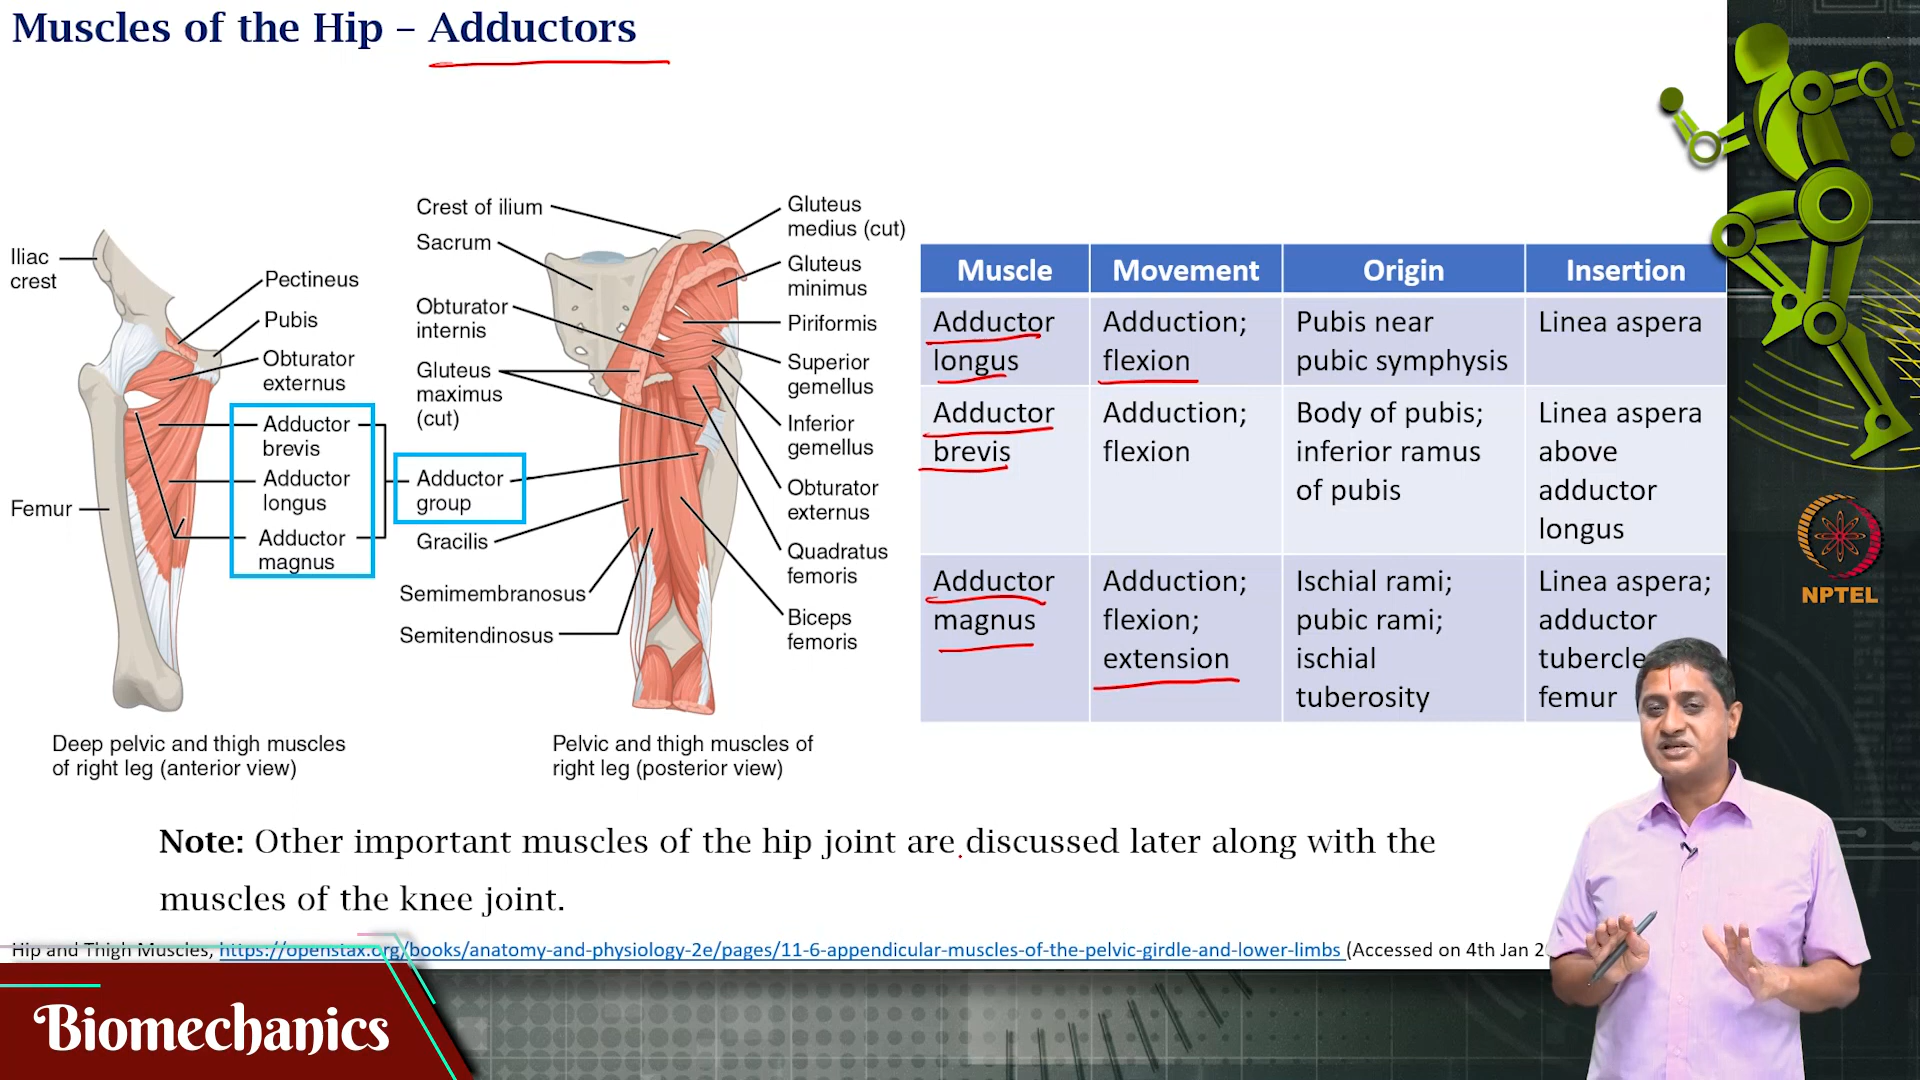 Muscles of the Hip – Adductors
Iliac
crest
Pectineus
Pubis
Obturator
externus
Adductor
brevis
Adductor
longus
Adductor
magnus
Femur
Deep pelvic and thigh muscles
of right leg (anterior view)
Crest of ilium
Sacrum
Obturator
internis
Gluteus
maximus
(cut)
Adductor
group
Gracilis
Semimembranosus
Semitendinosus
Gluteus
medius (cut)
Gluteus
minimus
Piriformis
Superior
gemellus
Inferior
gemellus
Obturator
externus
Quadratus
femoris
Biceps
femoris
Pelvic and thigh muscles of
right leg (posterior view)
Muscle Movement Origin Insertion
Adductor Adduction; Pubis near Linea aspera
longus flexion pubic symphysis
Adductor Adduction; Body of pubis; Linea aspera
brevis flexion inferior ramus above
of pubis adductor
longus
Adductor Adduction; Ischial rami; Linea aspera;
magnus flexion; pubic rami; adductor
extension ischial tubercle
tuberosity femur
Note: Other important muscles of the hip joint are discussed later along with the
muscles of the knee joint.
Hip and Thigh Muscles, https://openstax.org/books/anatomy-and-physiology-2e/pages/11-6-appendicular-muscles-of-the-pelvic-girdle-and-lower-limbs (Accessed on 4th Jan
NPTEL
Biomechanics